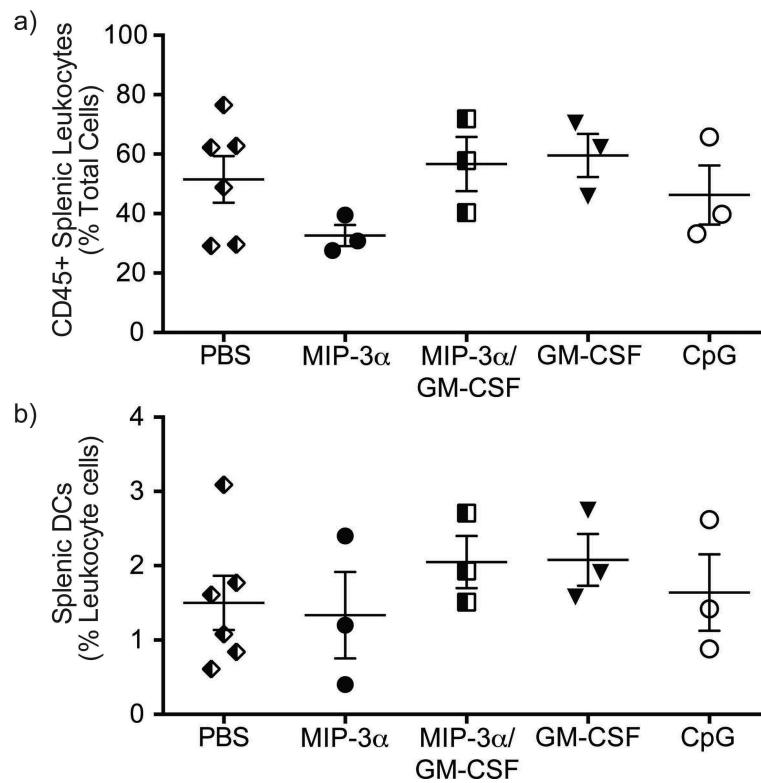 a)
CD45+ Splenic Leukocytes
(% Total Cells)
100
80
60
40
20
0
PBS
MIP-3α
MIP-3α/
GM-CSF
GM-CSF
CpG
b)
Splenic DCs
(% Leukocyte cells)
4
3
2
1
0
PBS
MIP-3α
MIP-3α/
GM-CSF
GM-CSF
CpG